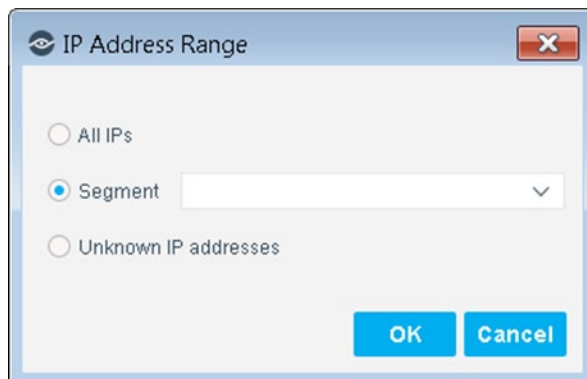 IP Address Range
All IPs
Segment
Unknown IP addresses
OK Cancel